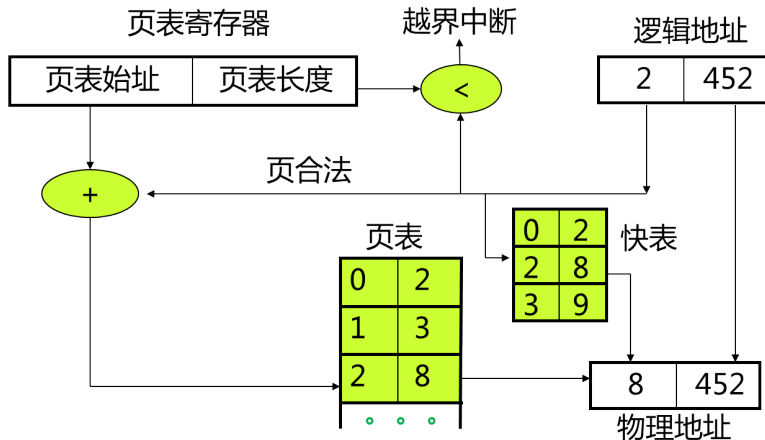 页表寄存器
越界中断
逻辑地址
页表始址 页表长度
<
2 452
页合法
+
页表
快表
0 2
2 8
3 9
0 2
1 3
2 8
。。。
8 452
物理地址